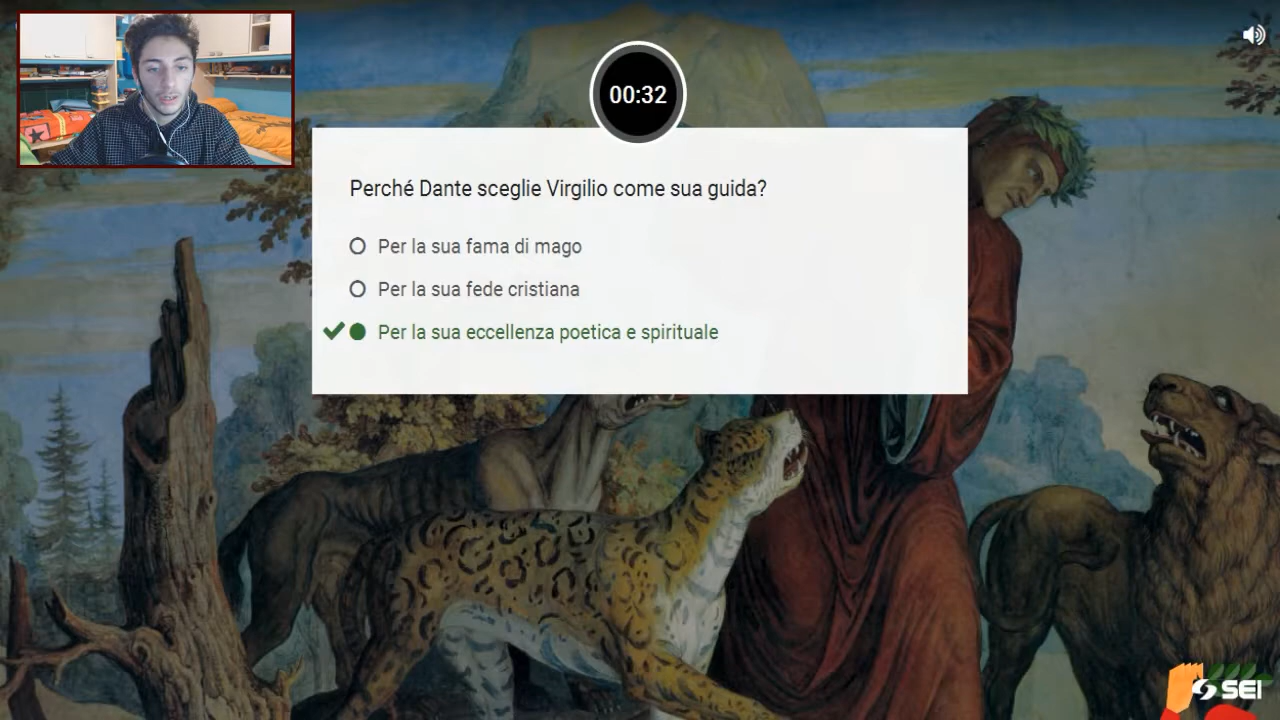 00:32
Perché Dante sceglie Virgilio come sua guida?
Per la sua fama di mago
Per la sua fede cristiana
Per la sua eccellenza poetica e spirituale
SEI